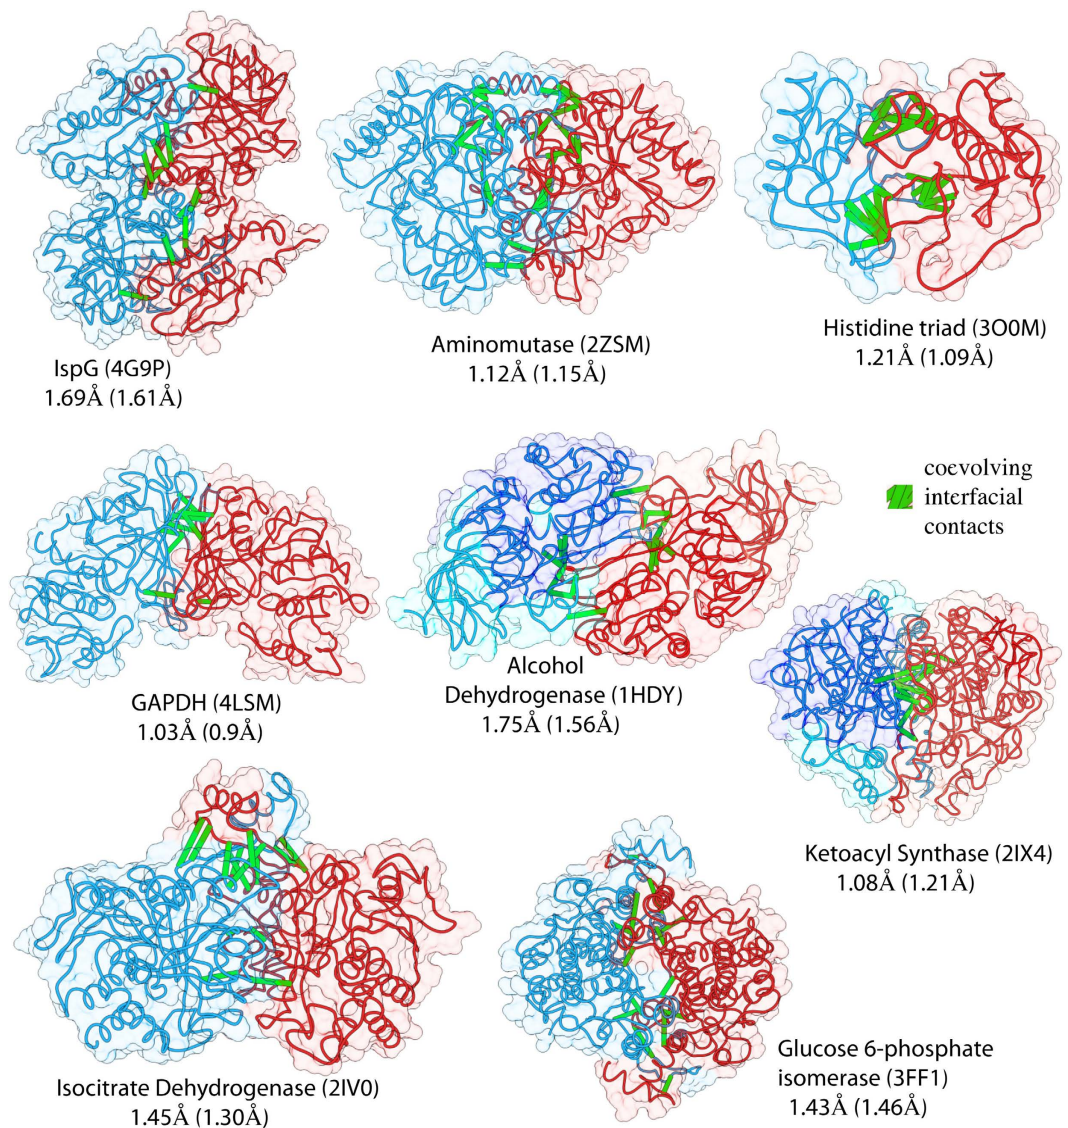 IspG (4G9P)
1.69Å (1.61Å)
Aminomutase (2ZSM)
1.12Å (1.15Å)
Histidine triad (3O0M)
1.21Å (1.09Å)
coevolving
interfacial
contacts
GAPDH (4LSM)
1.03Å (0.9Å)
Alcohol
Dehydrogenase (1HDY)
1.75Å (1.56Å)
Ketoacyl Synthase (2IX4)
1.08Å (1.21Å)
Isocitrate Dehydrogenase (2IV0)
1.45Å (1.30Å)
Glucose 6-phosphate
isomerase (3FF1)
1.43Å (1.46Å)